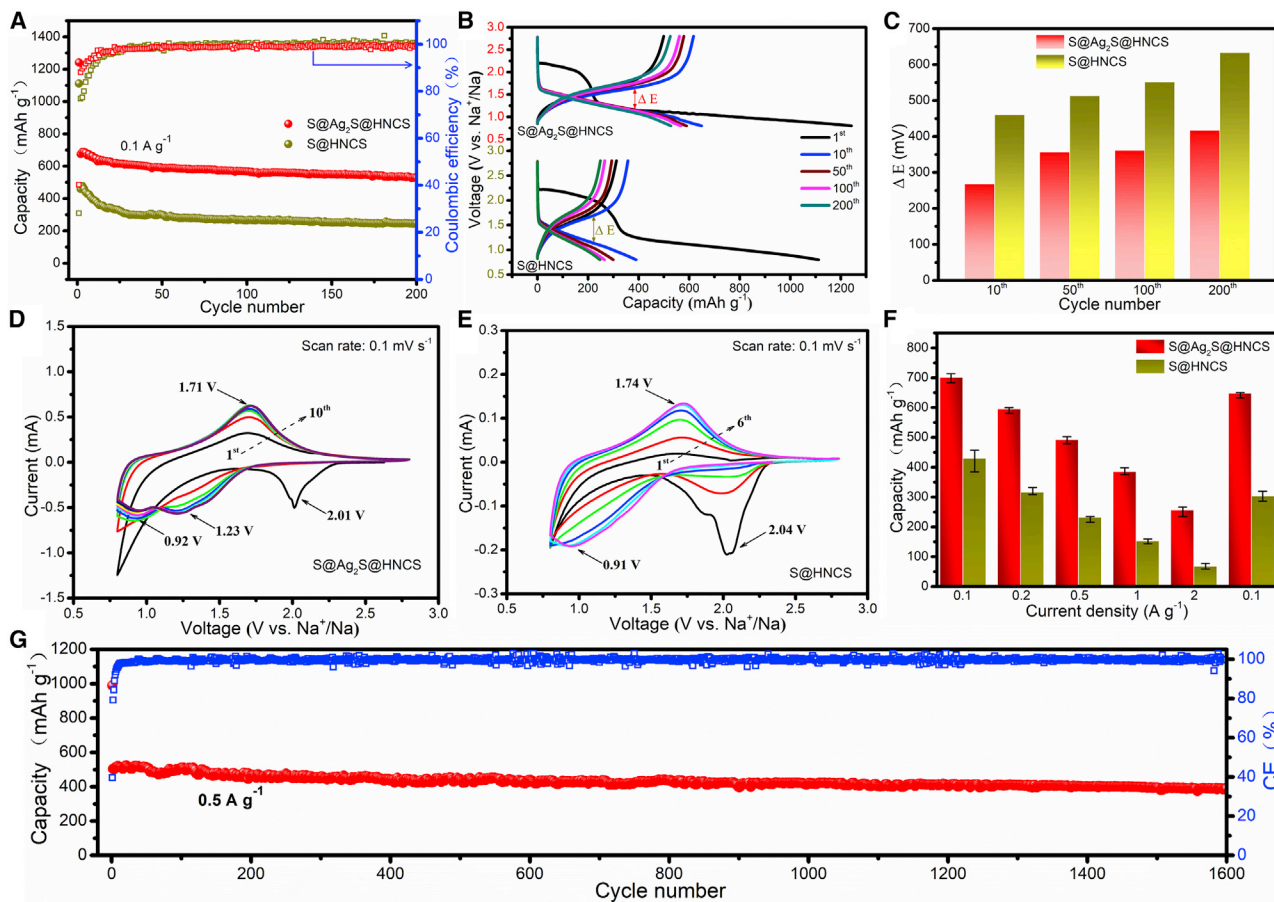 A
1400
1200
1000
800
600
400
200
0
Capacity (mAh g⁻¹)
0.1 A g⁻¹
S@Ag₂S@HNCS
S@HNCS
100
80
60
40
20
0
Coulombic efficiency (%)
0 50 100 150 200
Cycle number
B
3.0
2.5
2.0
1.5
1.0
0.8
2.5
2.0
1.5
1.0
0.5
Voltage (V vs. Na⁺/Na)
Δ E
S@Ag₂S@HNCS
Δ E
S@HNCS
1ˢᵗ
10ᵗʰ
50ᵗʰ
100ᵗʰ
200ᵗʰ
0 200 400 600 800 1000 1200
Capacity (mAh g⁻¹)
C
700
600
500
400
300
200
100
0
Δ E (mV)
S@Ag₂S@HNCS
S@HNCS
10ᵗʰ 50ᵗʰ 100ᵗʰ 200ᵗʰ
Cycle number
D
1.5
1.0
0.5
0.0
-0.5
-1.0
-1.5
Current (mA)
Scan rate: 0.1 mV s⁻¹
1.71 V
10ᵗʰ
1ˢᵗ
2.01 V
1.23 V
0.92 V
S@Ag₂S@HNCS
0.5 1.0 1.5 2.0 2.5 3.0
Voltage (V vs. Na⁺/Na)
E
0.3
0.2
0.1
0.0
-0.1
-0.2
-0.3
Current (mA)
Scan rate: 0.1 mV s⁻¹
1.74 V
6ᵗʰ
1ˢᵗ
2.04 V
0.91 V
S@HNCS
0.5 1.0 1.5 2.0 2.5 3.0
Voltage (V vs. Na⁺/Na)
F
800
700
600
500
400
300
200
100
0
Capacity (mAh g⁻¹)
S@Ag₂S@HNCS
S@HNCS
0.1 0.2 0.5 1 2 0.1
Current density (A g⁻¹)
G
1200
1000
800
600
400
200
0
Capacity (mAh g⁻¹)
0.5 A g⁻¹
100
80
60
40
20
0
CE (%)
0 200 400 600 800 1000 1200 1400 1600
Cycle number